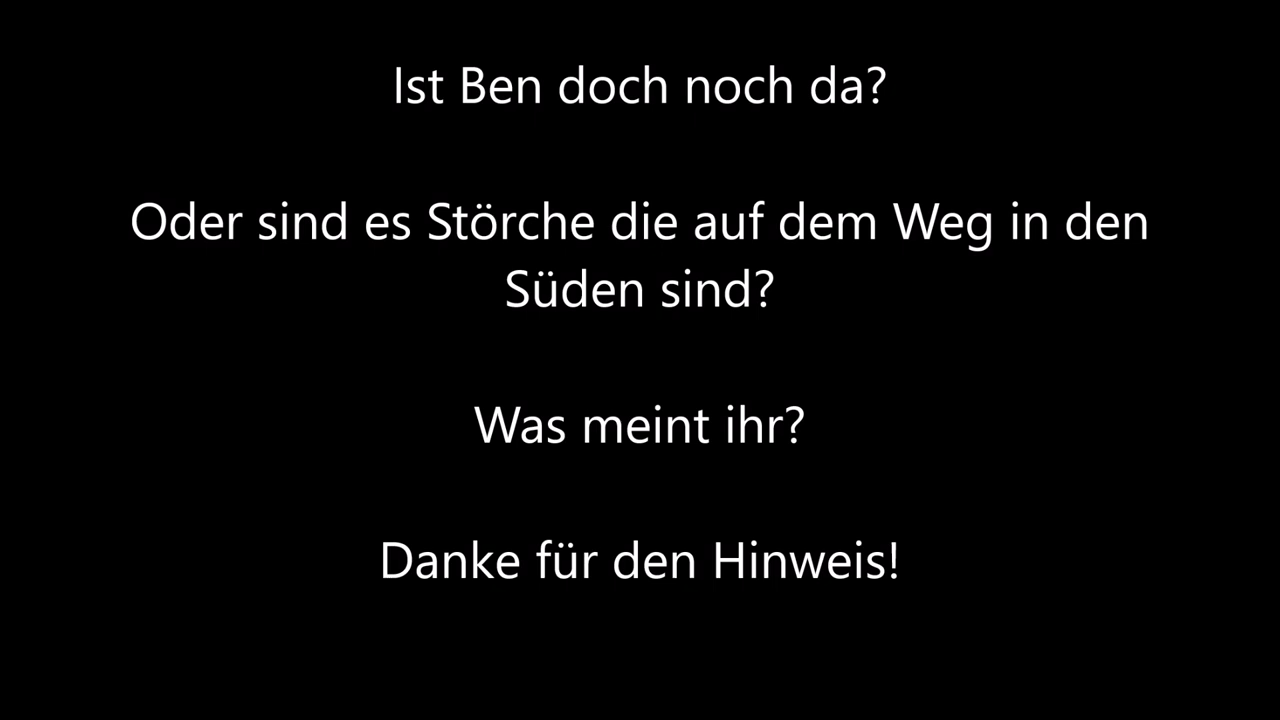 Ist Ben doch noch da?
Oder sind es Störche die auf dem Weg in den
Süden sind?
Was meint ihr?
Danke für den Hinweis!